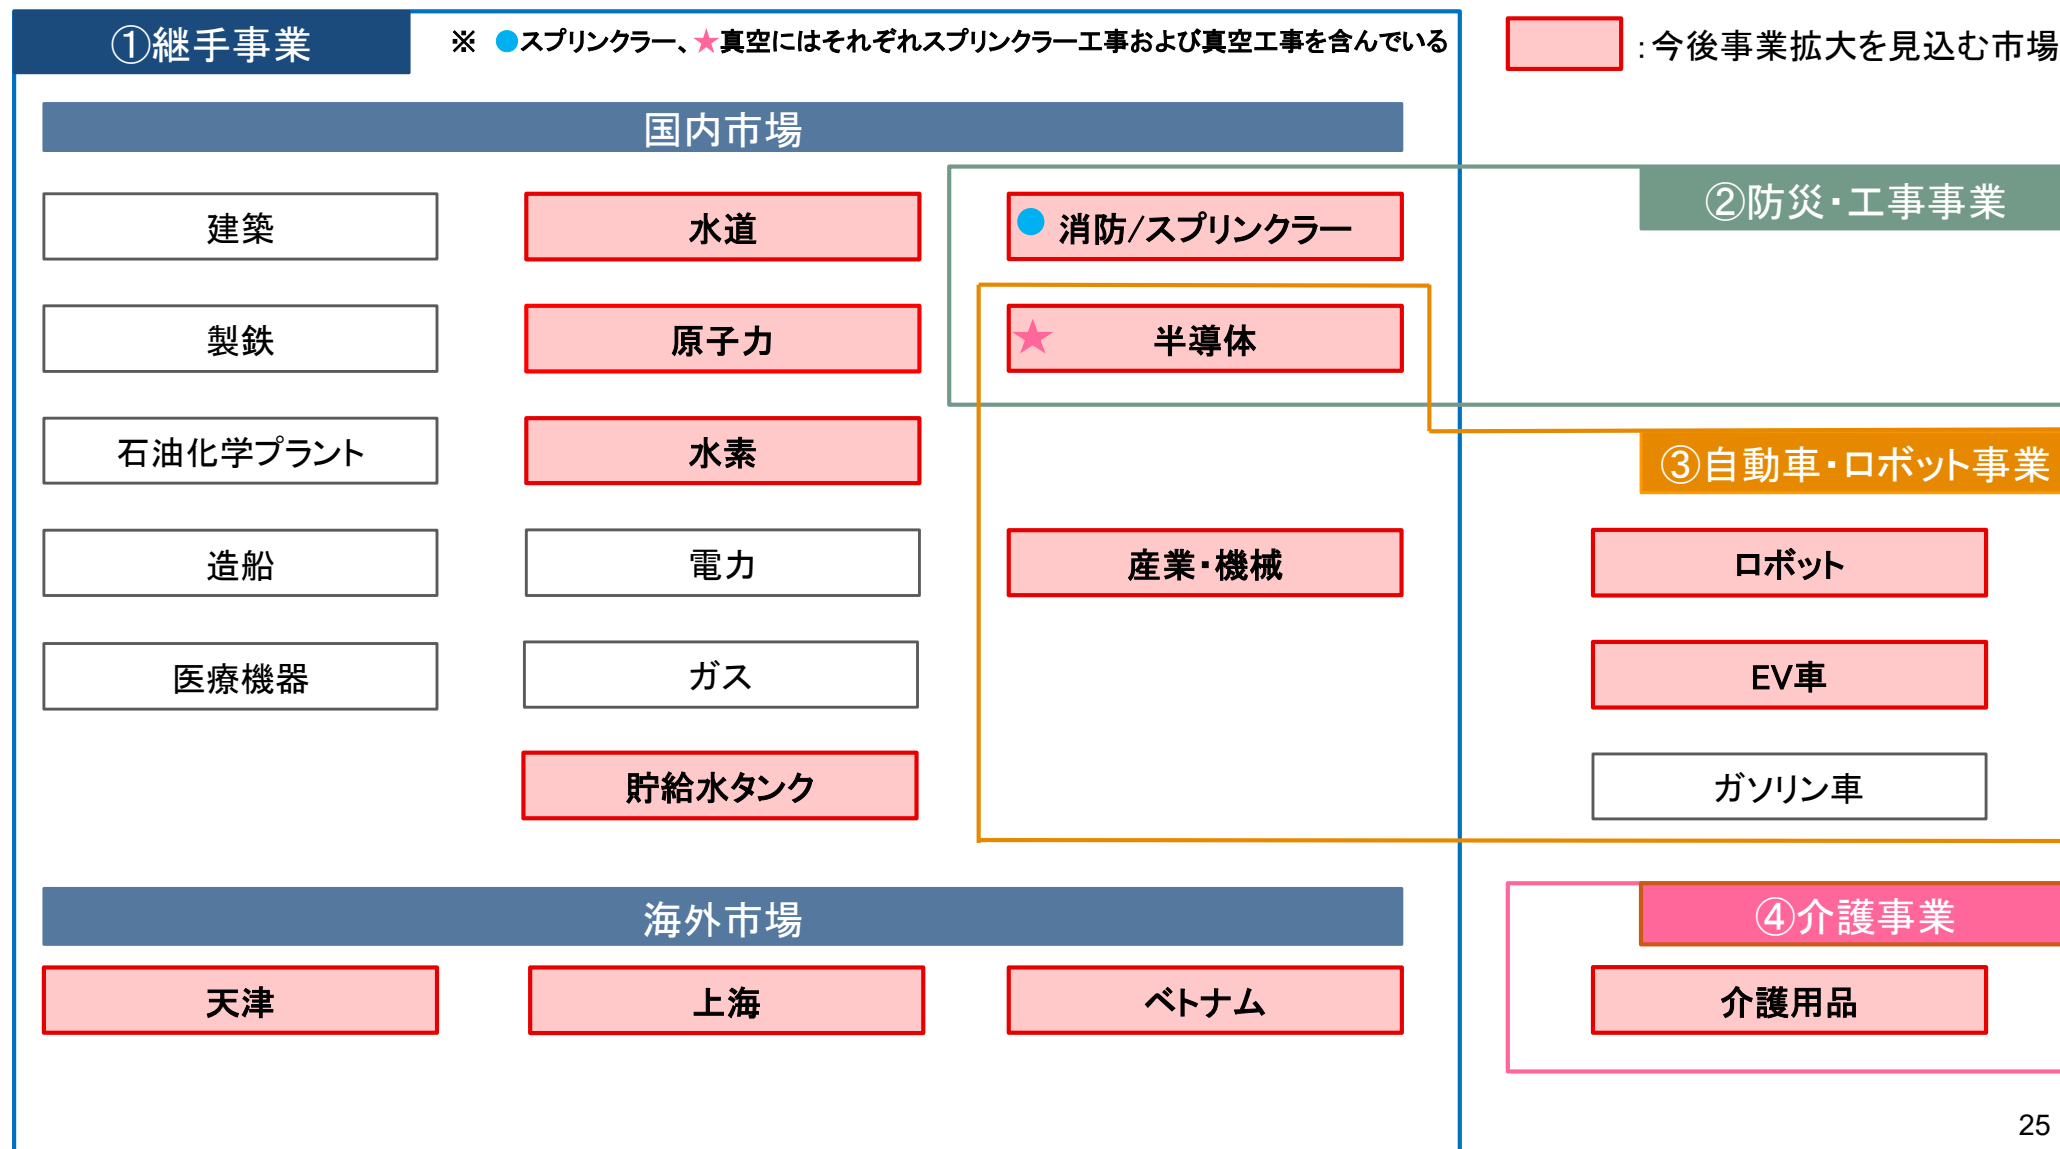 ①継手事業
※ ●スプリンクラー、★真空にはそれぞれスプリンクラー工事および真空工事を含んでいる
：今後事業拡大を見込む市場
国内市場
②防災・工事事業
建築
水道
● 消防/スプリンクラー
製鉄
原子力
★ 半導体
石油化学プラント
水素
③自動車・ロボット事業
造船
電力
産業・機械
ロボット
医療機器
ガス
EV車
貯給水タンク
ガソリン車
海外市場
④介護事業
天津
上海
ベトナム
介護用品
25